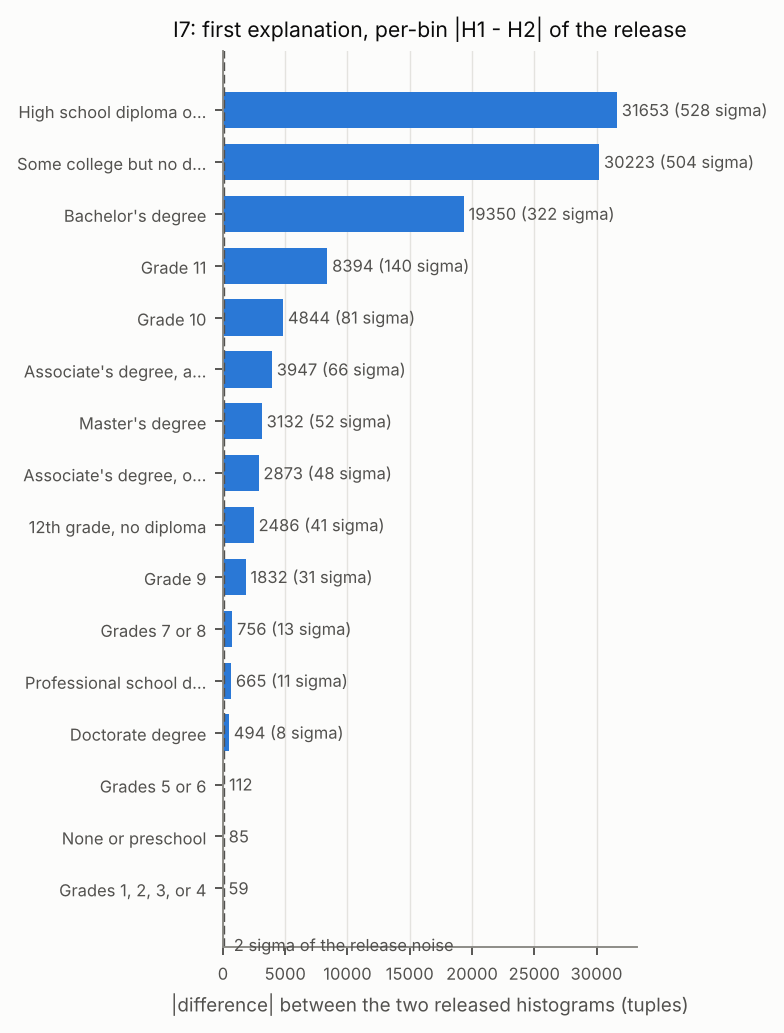 I7: first explanation, per-bin |H1 - H2| of the release
High school diploma o... 31653 (528 sigma)
Some college but no d... 30223 (504 sigma)
Bachelor's degree 19350 (322 sigma)
Grade 11 8394 (140 sigma)
Grade 10 4844 (81 sigma)
Associate's degree, a... 3947 (66 sigma)
Master's degree 3132 (52 sigma)
Associate's degree, o... 2873 (48 sigma)
12th grade, no diploma 2486 (41 sigma)
Grade 9 1832 (31 sigma)
Grades 7 or 8 756 (13 sigma)
Professional school d... 665 (11 sigma)
Doctorate degree 494 (8 sigma)
Grades 5 or 6 112
None or preschool 85
Grades 1, 2, 3, or 4 59
2 sigma of the release noise
0 5000 10000 15000 20000 25000 30000
|difference| between the two released histograms (tuples)